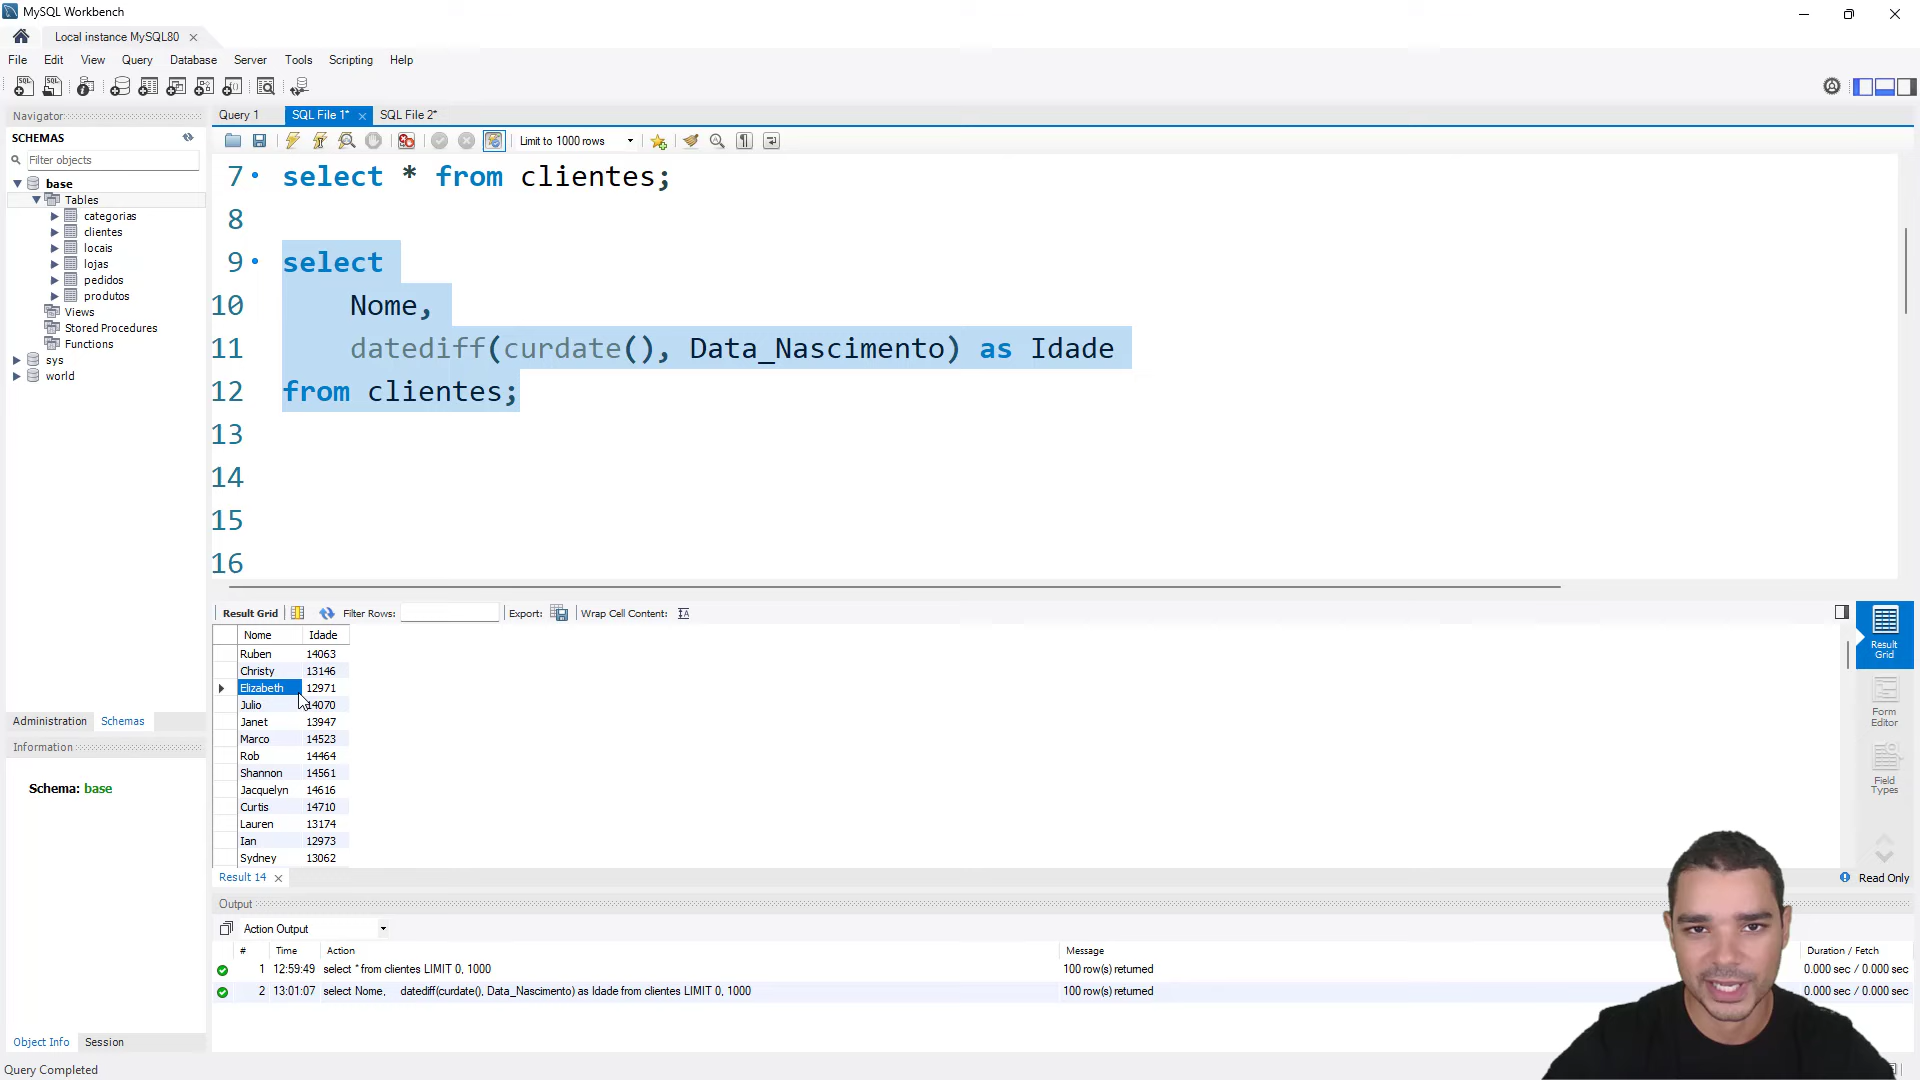 MySQL Workbench
Local instance MySQL80
File Edit View Query Database Server Tools Scripting Help
Navigator
SCHEMAS
Filter objects
base
Tables
categorias
clientes
locais
lojas
pedidos
produtos
Views
Stored Procedures
Functions
sys
world
Administration Schemas
Information
Schema: base
Object Info Session
Query Completed
Query 1 SQL File 1* SQL File 2*
Limit to 1000 rows
7 select * from clientes;
8
9 select
10 Nome,
11 datediff(curdate(), Data_Nascimento) as Idade
12 from clientes;
13
14
15
16
Result Grid Filter Rows: Export: Wrap Cell Content:
Nome Idade
Ruben 14063
Christy 13146
Elizabeth 12971
Julio 14070
Janet 13947
Marco 14523
Rob 14464
Shannon 14561
Jacquelyn 14616
Curtis 14710
Lauren 13174
Ian 12973
Sydney 13062
Result Grid
Form Editor
Field Types
Result 14
Read Only
Output
Action Output
# Time Action Message Duration / Fetch
1 12:59:49 select * from clientes LIMIT 0, 1000 100 row(s) returned 0.000 sec / 0.000 sec
2 13:01:07 select Nome, datediff(curdate(), Data_Nascimento) as Idade from clientes LIMIT 0, 1000 100 row(s) returned 0.000 sec / 0.000 sec